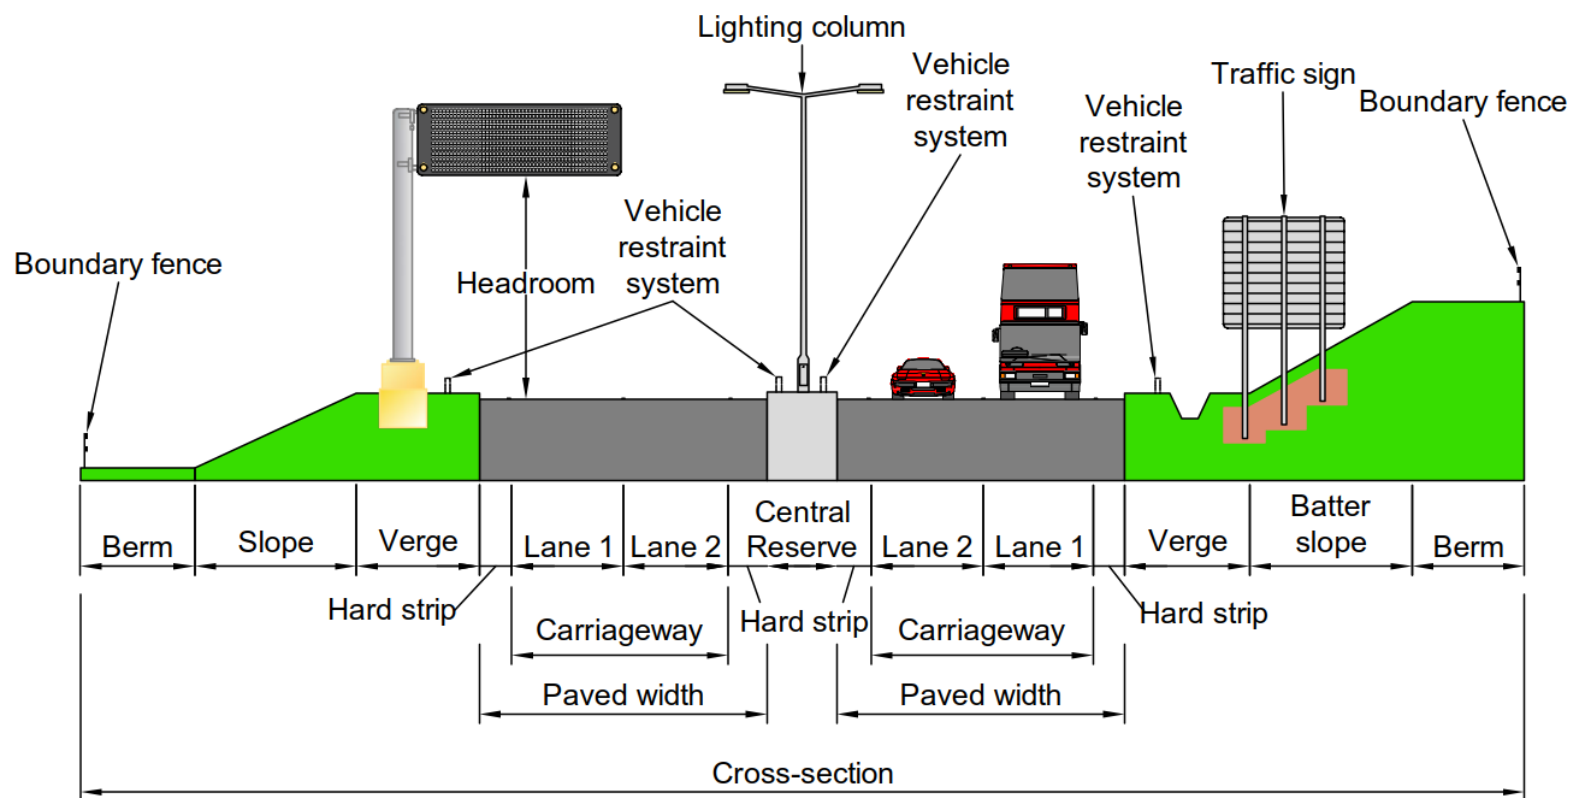 Lighting column
Vehicle
restraint
system
Traffic sign
Vehicle
restraint
system
Boundary fence
Vehicle
restraint
system
Boundary fence
Headroom
Berm
Slope
Verge
Lane 1
Lane 2
Central
Reserve
Lane 2
Lane 1
Verge
Batter
slope
Berm
Hard strip
Hard strip
Hard strip
Carriageway
Carriageway
Paved width
Paved width
Cross-section